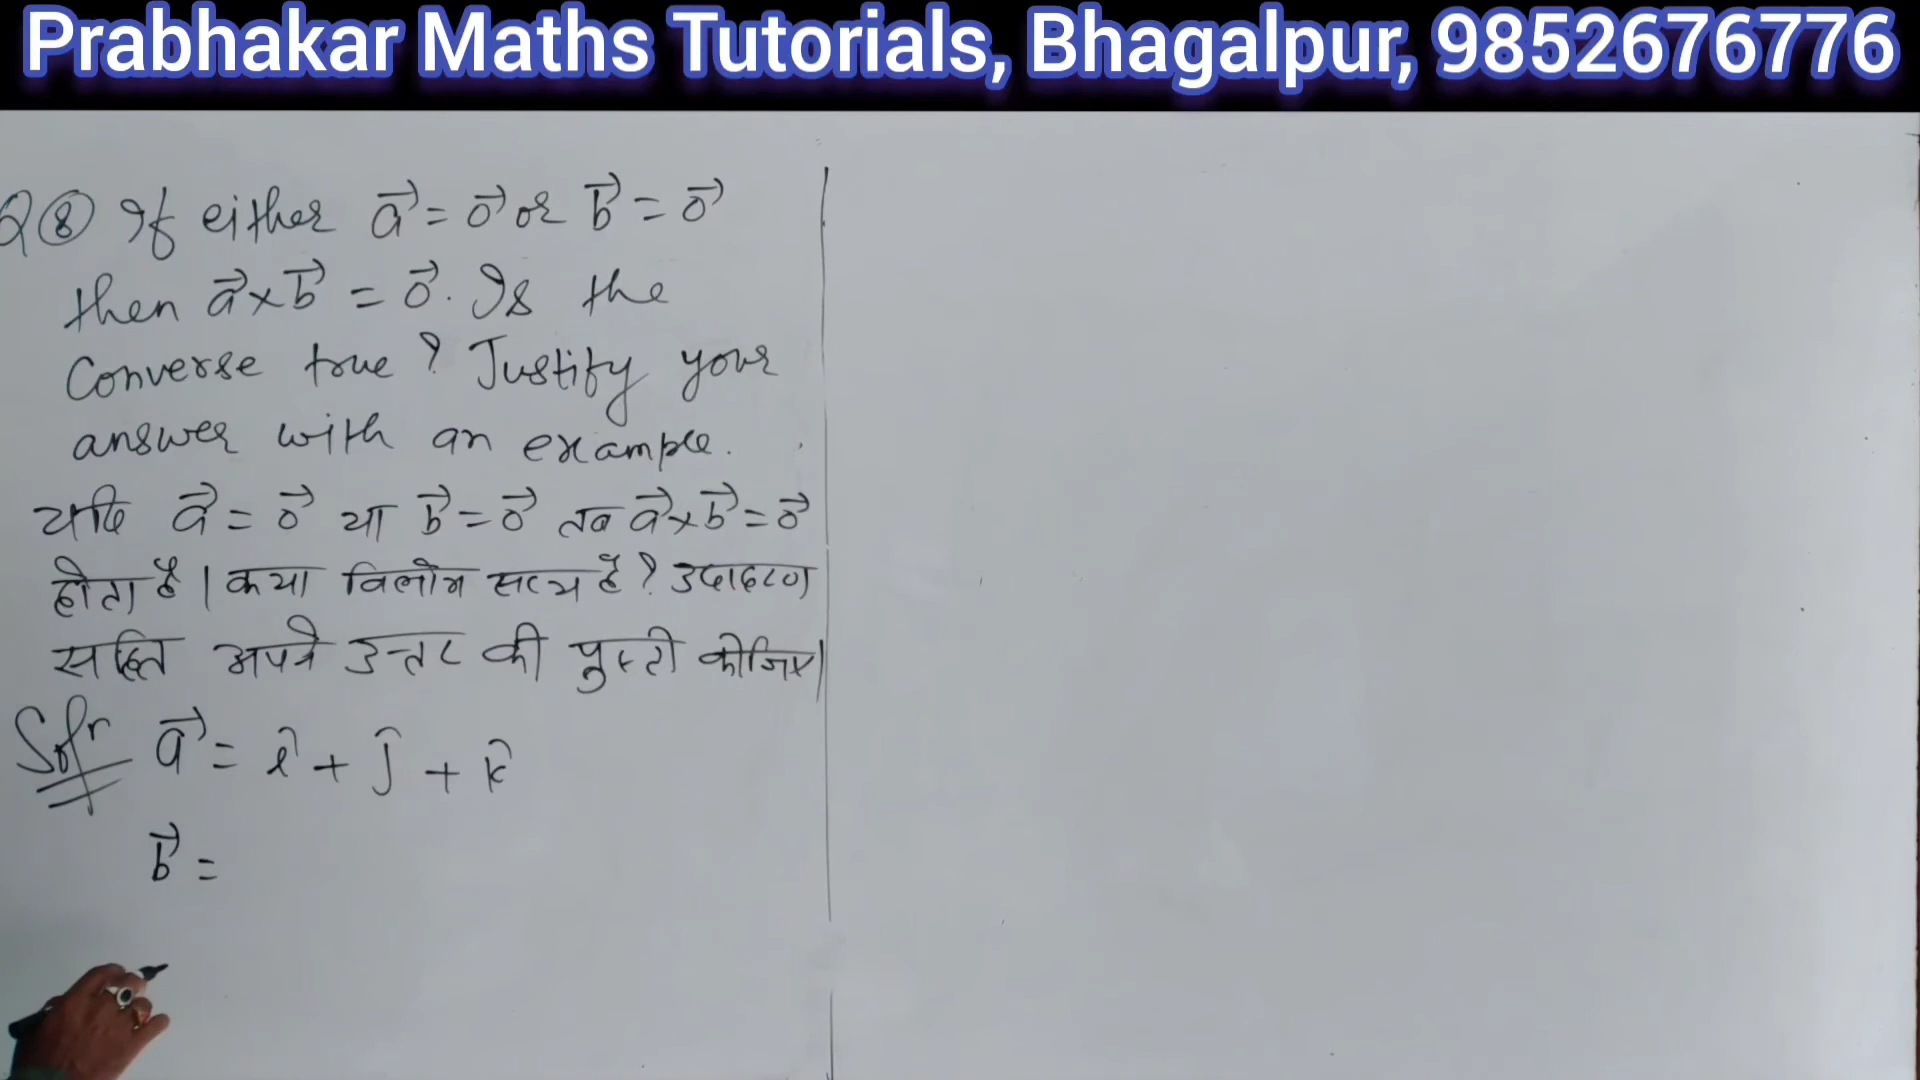 Prabhakar Maths Tutorials, Bhagalpur, 9852676776
Q⑧ If either a⃗ = 0⃗ or b⃗ = 0⃗
then a⃗×b⃗ = 0⃗. Is the
Converse true? Justify your
answer with an example.
यदि a⃗ = 0⃗ या b⃗ = 0⃗ तब a⃗×b⃗ = 0⃗
होता है। क्या विलोम सत्य है? उदाहरण
सहित अपने उत्तर की पुष्टी कीजिए।
Solⁿ a⃗ = î + ĵ + k̂
b⃗ =